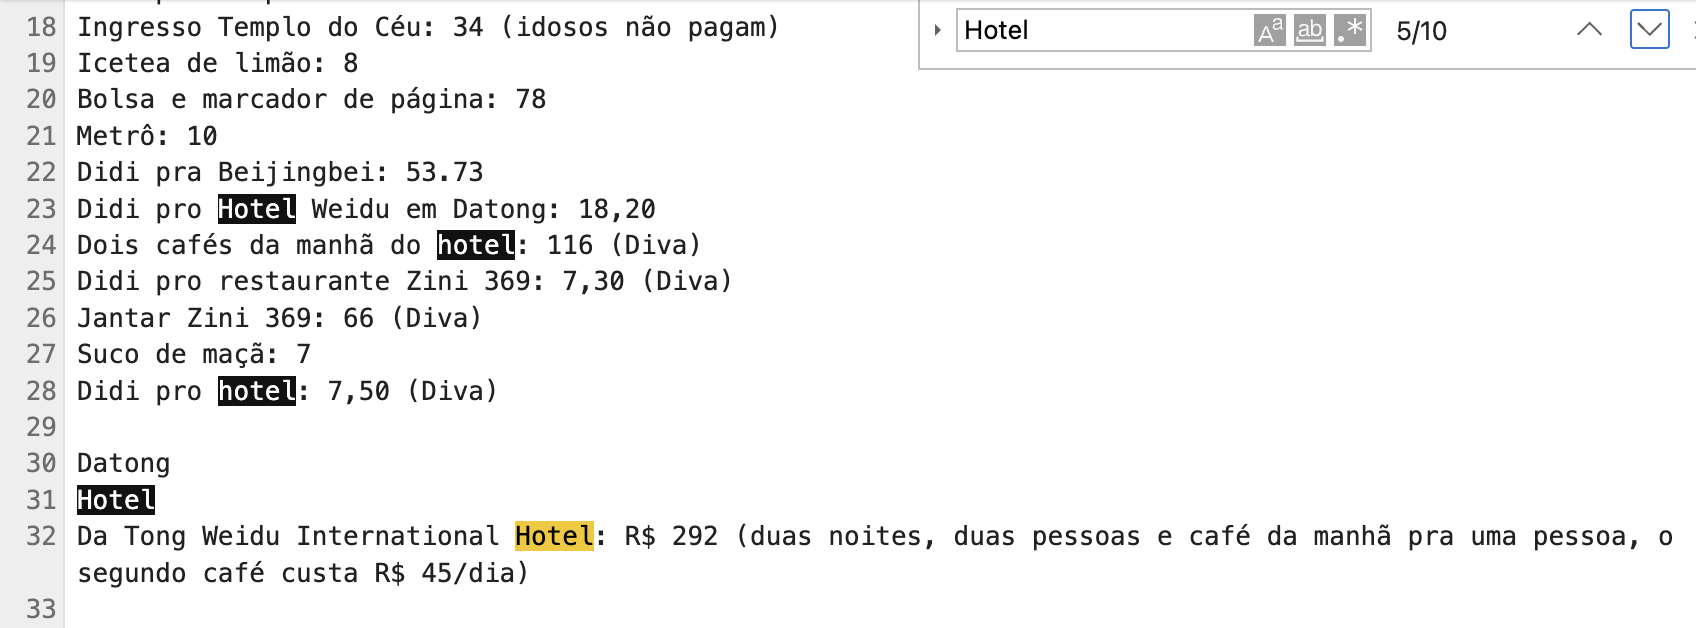 Hotel
5/10
18 Ingresso Templo do Céu: 34 (idosos não pagam)
19 Icetea de limão: 8
20 Bolsa e marcador de página: 78
21 Metrô: 10
22 Didi pra Beijingbei: 53.73
23 Didi pro Hotel Weidu em Datong: 18,20
24 Dois cafés da manhã do hotel: 116 (Diva)
25 Didi pro restaurante Zini 369: 7,30 (Diva)
26 Jantar Zini 369: 66 (Diva)
27 Suco de maçã: 7
28 Didi pro hotel: 7,50 (Diva)
29
30 Datong
31 Hotel
32 Da Tong Weidu International Hotel: R$ 292 (duas noites, duas pessoas e café da manhã pra uma pessoa, o
segundo café custa R$ 45/dia)
33